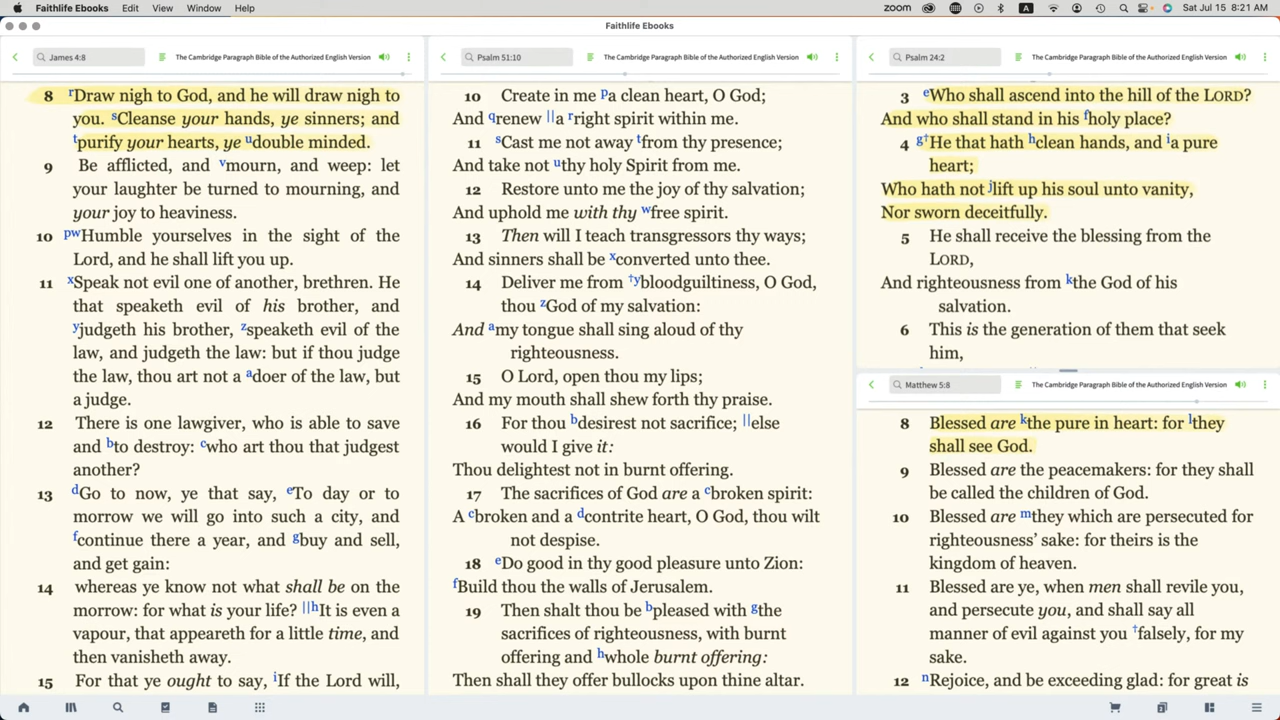 Faithlife Ebooks Edit View Window Help zoom A Sat Jul 15 8:21 AM
Faithlife Ebooks
James 4:8 The Cambridge Paragraph Bible of the Authorized English Version
8 rDraw nigh to God, and he will draw nigh to
you. sCleanse your hands, ye sinners; and
tpurify your hearts, ye udouble minded.
9 Be afflicted, and vmourn, and weep: let
your laughter be turned to mourning, and
your joy to heaviness.
10 pwHumble yourselves in the sight of the
Lord, and he shall lift you up.
11 xSpeak not evil one of another, brethren. He
that speaketh evil of his brother, and
yjudgeth his brother, zspeaketh evil of the
law, and judgeth the law: but if thou judge
the law, thou art not a adoer of the law, but
a judge.
12 There is one lawgiver, who is able to save
and bto destroy: cwho art thou that judgest
another?
13 dGo to now, ye that say, eTo day or to
morrow we will go into such a city, and
fcontinue there a year, and gbuy and sell,
and get gain:
14 whereas ye know not what shall be on the
morrow: for what is your life? ||hIt is even a
vapour, that appeareth for a little time, and
then vanisheth away.
15 For that ye ought to say, iIf the Lord will,
Psalm 51:10 The Cambridge Paragraph Bible of the Authorized English Version
10 Create in me pa clean heart, O God;
And qrenew ||a rright spirit within me.
11 sCast me not away tfrom thy presence;
And take not uthy holy Spirit from me.
12 Restore unto me the joy of thy salvation;
And uphold me with thy wfree spirit.
13 Then will I teach transgressors thy ways;
And sinners shall be xconverted unto thee.
14 Deliver me from †ybloodguiltiness, O God,
thou zGod of my salvation:
And amy tongue shall sing aloud of thy
righteousness.
15 O Lord, open thou my lips;
And my mouth shall shew forth thy praise.
16 For thou bdesirest not sacrifice; ||else
would I give it:
Thou delightest not in burnt offering.
17 The sacrifices of God are a cbroken spirit:
A cbroken and a dcontrite heart, O God, thou wilt
not despise.
18 eDo good in thy good pleasure unto Zion:
fBuild thou the walls of Jerusalem.
19 Then shalt thou be bpleased with gthe
sacrifices of righteousness, with burnt
offering and hwhole burnt offering:
Then shall they offer bullocks upon thine altar.
Psalm 24:2 The Cambridge Paragraph Bible of the Authorized English Version
3 eWho shall ascend into the hill of the LORD?
And who shall stand in his fholy place?
4 g†He that hath hclean hands, and ia pure
heart;
Who hath not jlift up his soul unto vanity,
Nor sworn deceitfully.
5 He shall receive the blessing from the
LORD,
And righteousness from kthe God of his
salvation.
6 This is the generation of them that seek
him,
Matthew 5:8 The Cambridge Paragraph Bible of the Authorized English Version
8 Blessed are kthe pure in heart: for lthey
shall see God.
9 Blessed are the peacemakers: for they shall
be called the children of God.
10 Blessed are mthey which are persecuted for
righteousness’ sake: for theirs is the
kingdom of heaven.
11 Blessed are ye, when men shall revile you,
and persecute you, and shall say all
manner of evil against you †falsely, for my
sake.
12 nRejoice, and be exceeding glad: for great is